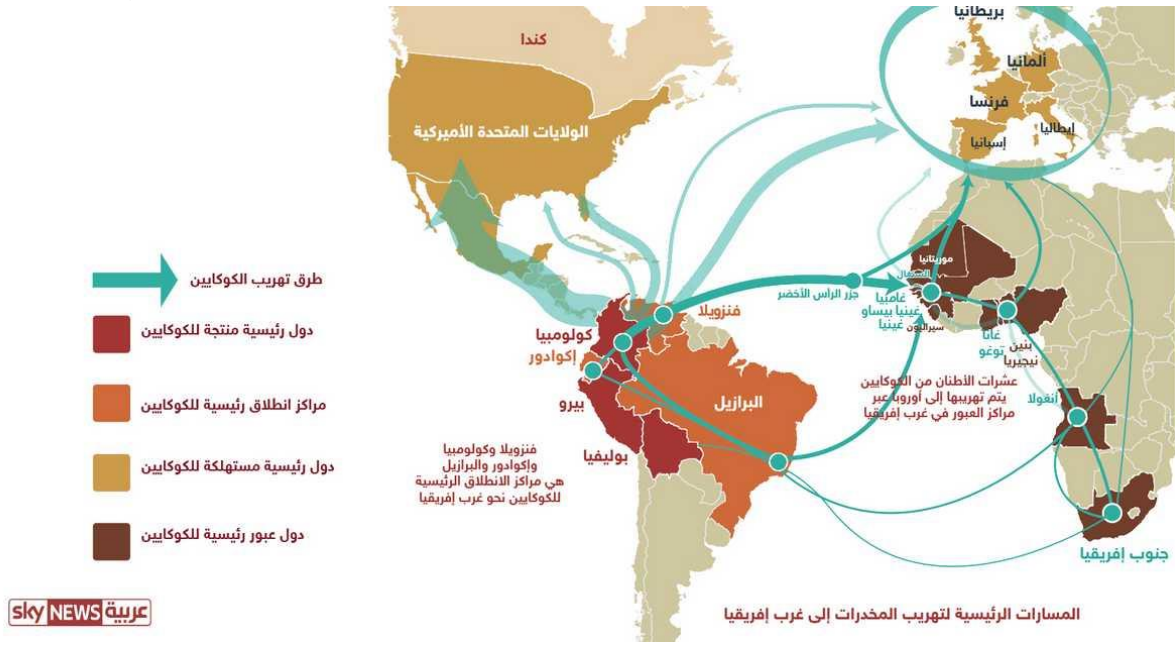 بريطانيا
كندا
ألمانيا
فرنسا
الولايات المتحدة الأميركية
إيطاليا
إسبانيا
موريتانيا
السنغال
طرق تهريب الكوكايين
جزر الرأس الأخضر
غامبيا
غينيا بيساو
غينيا
سيراليون
فنزويلا
دول رئيسية منتجة للكوكايين
كولومبيا
إكوادور
غانا
توغو
بنين
نيجيريا
عشرات الأطنان من الكوكايين
يتم تهريبها إلى أوروبا عبر
مراكز العبور في غرب إفريقيا
أنغولا
مراكز انطلاق رئيسية للكوكايين
البرازيل
بيرو
بوليفيا
فنزويلا وكولومبيا
وإكوادور والبرازيل
هي مراكز الانطلاق الرئيسية
للكوكايين نحو غرب إفريقيا
دول رئيسية مستهلكة للكوكايين
دول عبور رئيسية للكوكايين
جنوب إفريقيا
المسارات الرئيسية لتهريب المخدرات إلى غرب إفريقيا
sky NEWS عربية